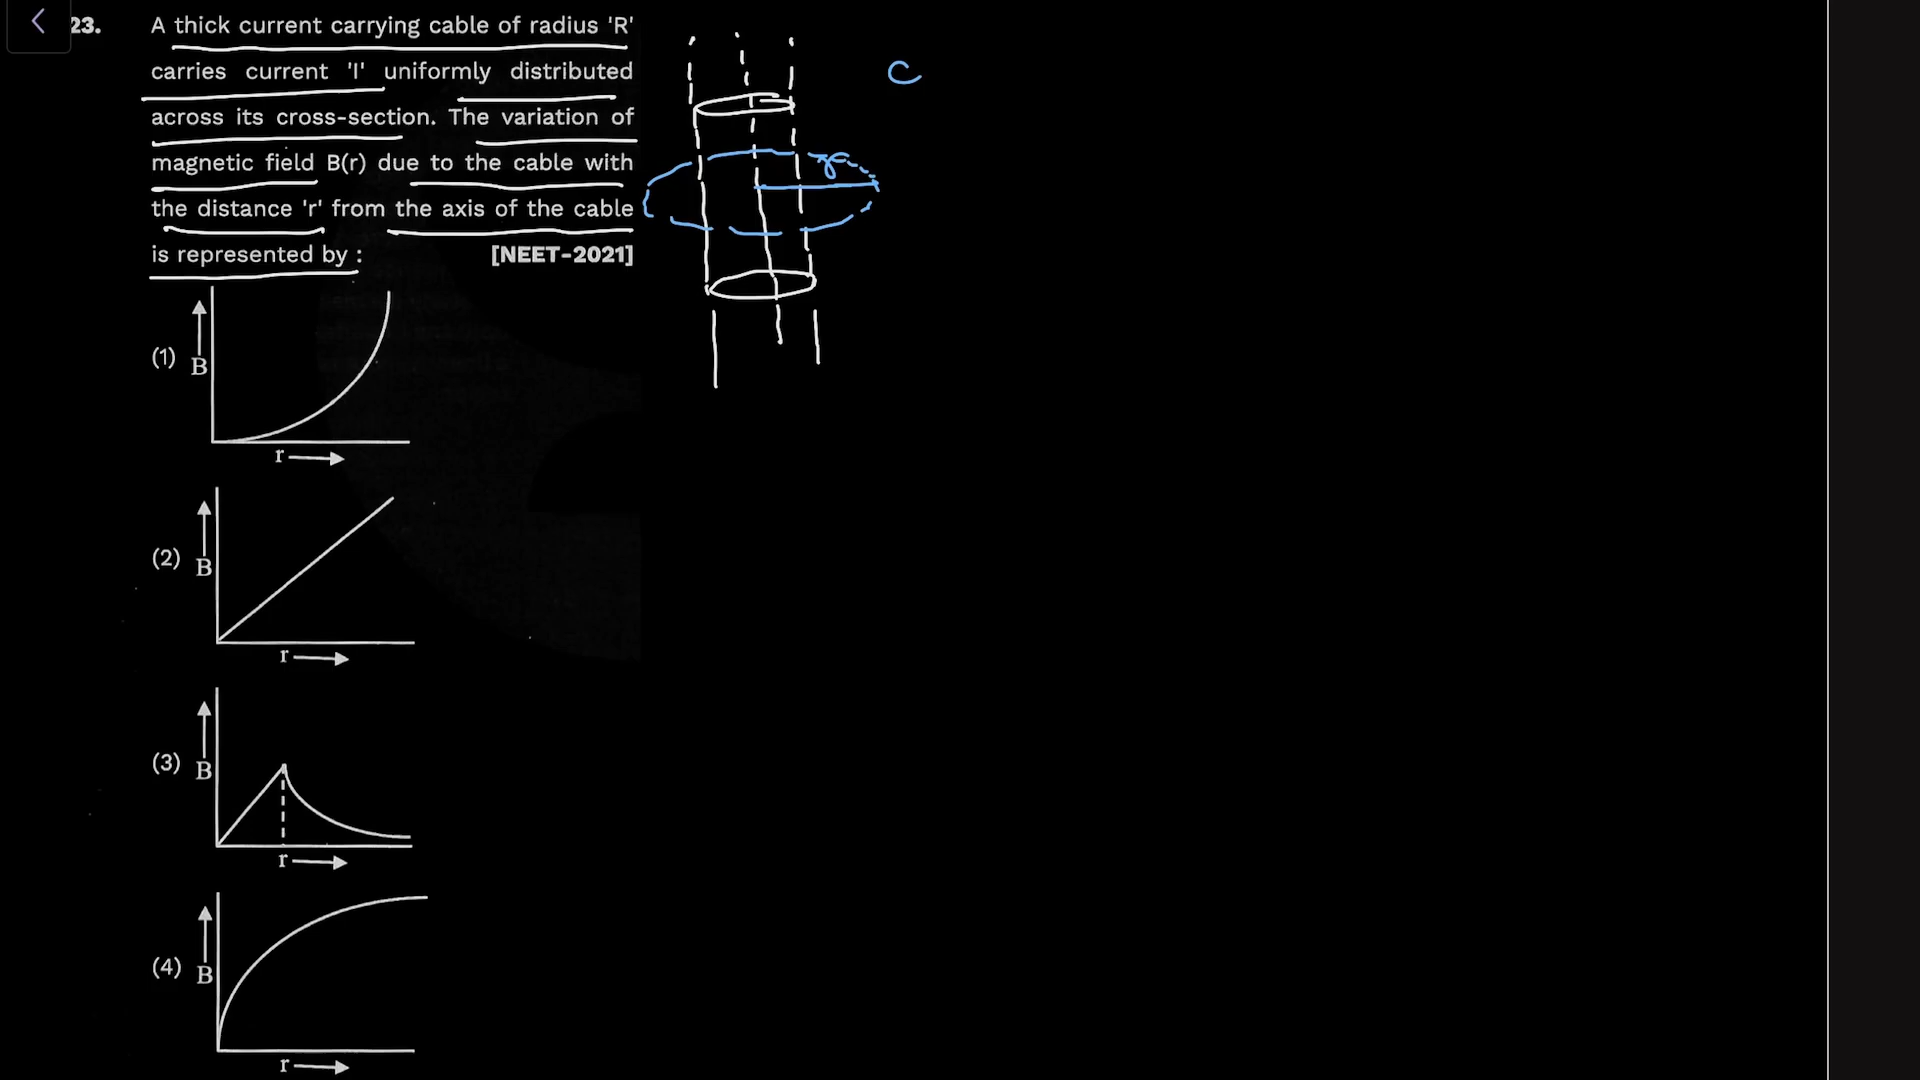 23. A thick current carrying cable of radius 'R'
carries current 'I' uniformly distributed
across its cross-section. The variation of
magnetic field B(r) due to the cable with
the distance 'r' from the axis of the cable
is represented by : [NEET-2021]
(1) B
r
(2) B
r
(3) B
r
(4) B
r
r
C